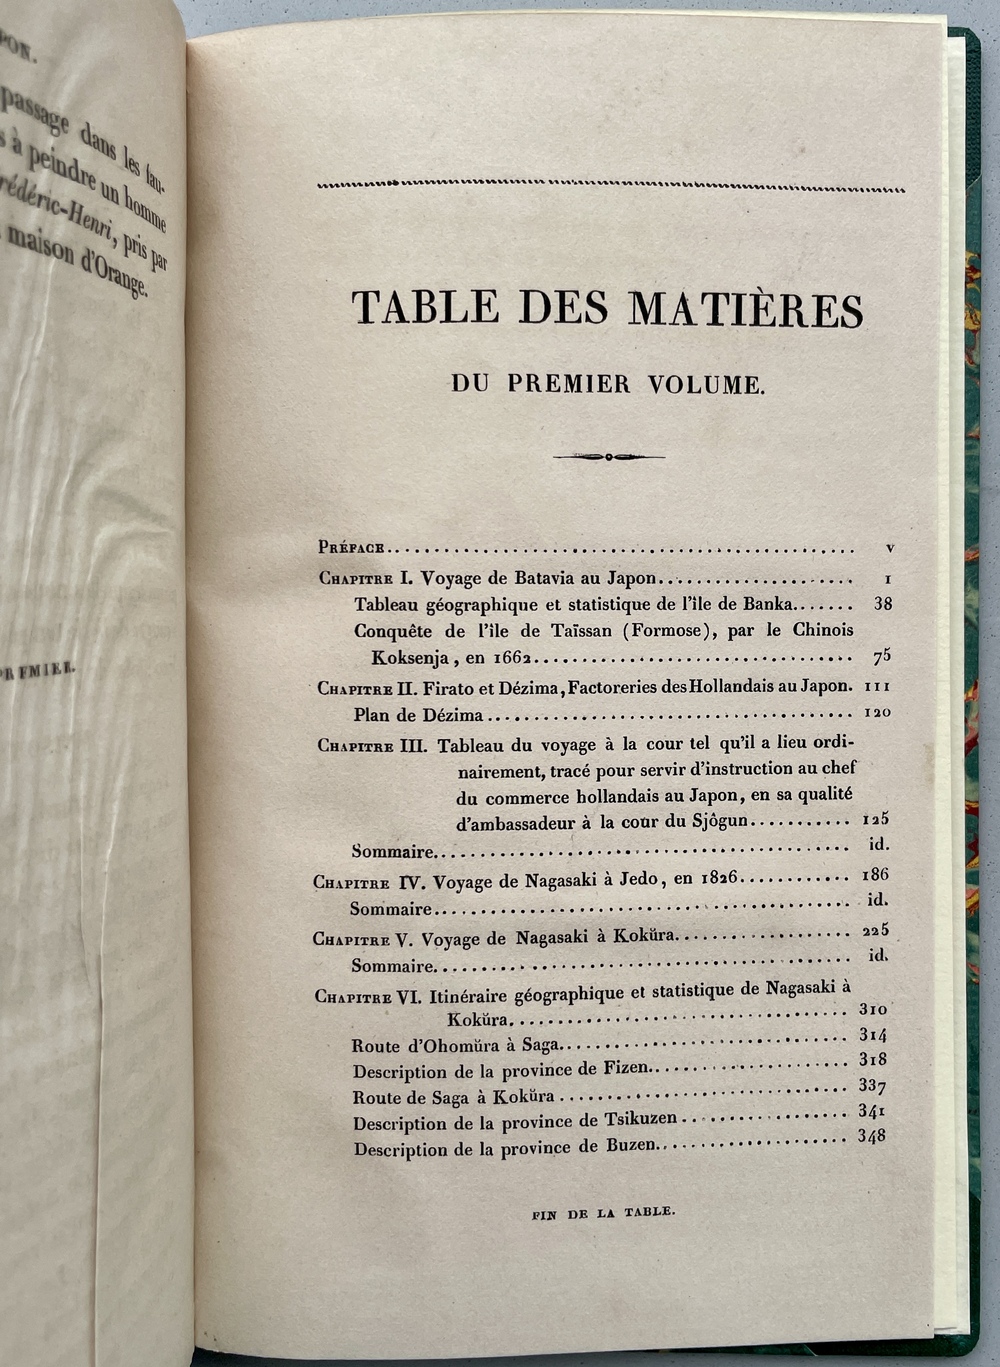 PON.
passage dans les fau-
s à peindre un homme
rédéric-Henri, pris par
maison d'Orange.
PREMIER.
TABLE DES MATIÈRES
DU PREMIER VOLUME.
PRÉFACE.......................................... v
CHAPITRE I. Voyage de Batavia au Japon.................... 1
Tableau géographique et statistique de l'île de Banka....... 38
Conquête de l'île de Taïssan (Formose), par le Chinois
Koksenja, en 1662.............................. 75
CHAPITRE II. Firato et Dézima, Factoreries des Hollandais au Japon. 111
Plan de Dézima.................................. 120
CHAPITRE III. Tableau du voyage à la cour tel qu'il a lieu ordi-
nairement, tracé pour servir d'instruction au chef
du commerce hollandais au Japon, en sa qualité
d'ambassadeur à la cour du Sjôgun........... 125
Sommaire...................................... id.
CHAPITRE IV. Voyage de Nagasaki à Jedo, en 1826............ 186
Sommaire...................................... id.
CHAPITRE V. Voyage de Nagasaki à Kokŭra.................. 225
Sommaire...................................... id.
CHAPITRE VI. Itinéraire géographique et statistique de Nagasaki à
Kokŭra................................ 310
Route d'Ohomŭra à Saga............................ 314
Description de la province de Fizen.................... 318
Route de Saga à Kokŭra............................ 337
Description de la province de Tsikuzen................. 341
Description de la province de Buzen.................... 348
FIN DE LA TABLE.